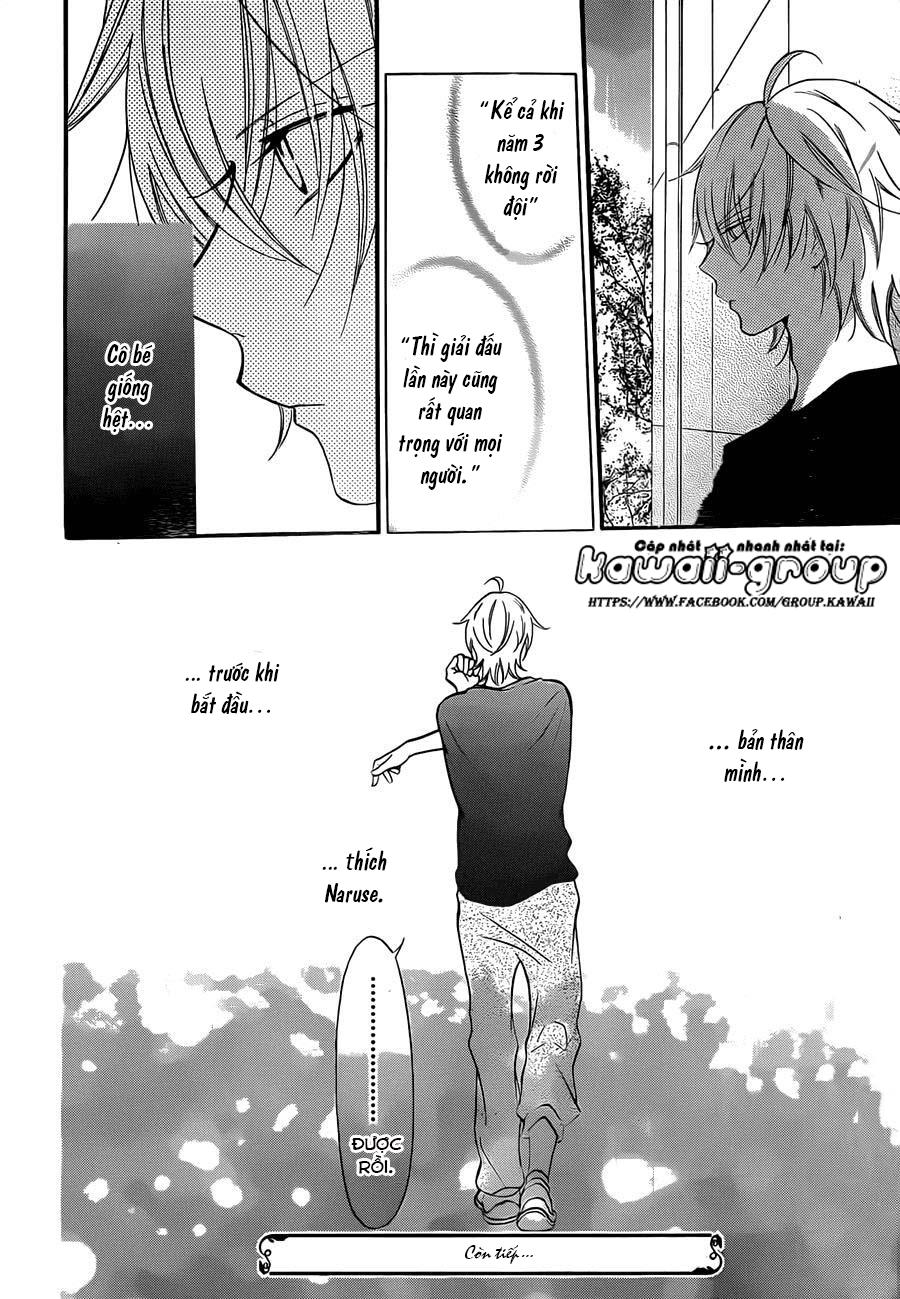 “Kể cả khi
năm 3
không rời
đội”
“Thì giải đấu
lần này cũng
rất quan
trọng với mọi
người.”
Cô bé
giống
hệt...
Cập nhật nhanh nhất tại:
kawaii-group
HTTPS://WWW.FACEBOOK.COM/GROUP.KAWAII
... bản thân
mình...
... trước khi
bắt đầu...
... thích
Naruse.
..................
ĐƯỢC
RỒI.
Còn tiếp...